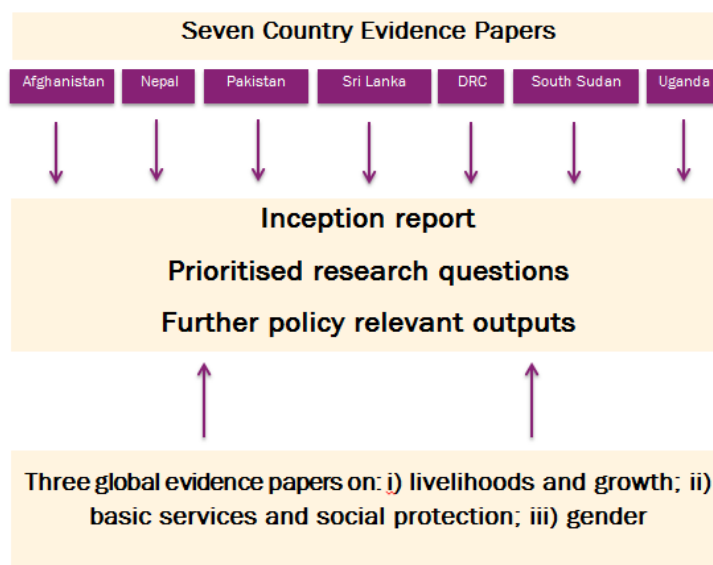 Seven Country Evidence Papers
Afghanistan Nepal Pakistan Sri Lanka DRC South Sudan Uganda
Inception report
Prioritised research questions
Further policy relevant outputs
Three global evidence papers on: i) livelihoods and growth; ii)
basic services and social protection; iii) gender